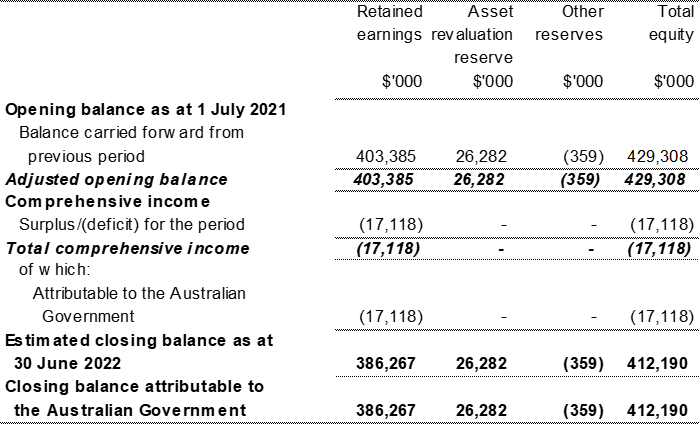 Retained Asset Other Total
earnings revaluation reserves equity
reserve
$'000 $'000 $'000 $'000
Opening balance as at 1 July 2021
Balance carried forward from
previous period 403,385 26,282 (359) 429,308
Adjusted opening balance 403,385 26,282 (359) 429,308
Comprehensive income
Surplus/(deficit) for the period (17,118) - - (17,118)
Total comprehensive income (17,118) - - (17,118)
of which:
Attributable to the Australian
Government (17,118) - - (17,118)
Estimated closing balance as at
30 June 2022 386,267 26,282 (359) 412,190
Closing balance attributable to
the Australian Government 386,267 26,282 (359) 412,190